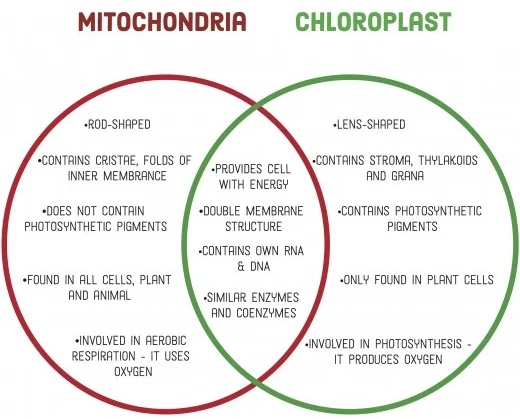 MITOCHONDRIA
CHLOROPLAST
•ROD-SHAPED
•CONTAINS CRISTAE, FOLDS OF
INNER MEMBRANCE
•DOES NOT CONTAIN
PHOTOSYNTHETIC PIGMENTS
•FOUND IN ALL CELLS, PLANT
AND ANIMAL
•INVOLVED IN AEROBIC
RESPIRATION - IT USES
OXYGEN
•PROVIDES CELL
WITH ENERGY
•DOUBLE MEMBRANE
STRUCTURE
•CONTAINS OWN RNA
& DNA
•SIMILAR ENZYMES
AND COENZYMES
•LENS-SHAPED
•CONTAINS STROMA, THYLAKOIDS
AND GRANA
•CONTAINS PHOTOSYNTHETIC
PIGMENTS
•ONLY FOUND IN PLANT CELLS
•INVOLVED IN PHOTOSYNTHESIS -
IT PRODUCES OXYGEN